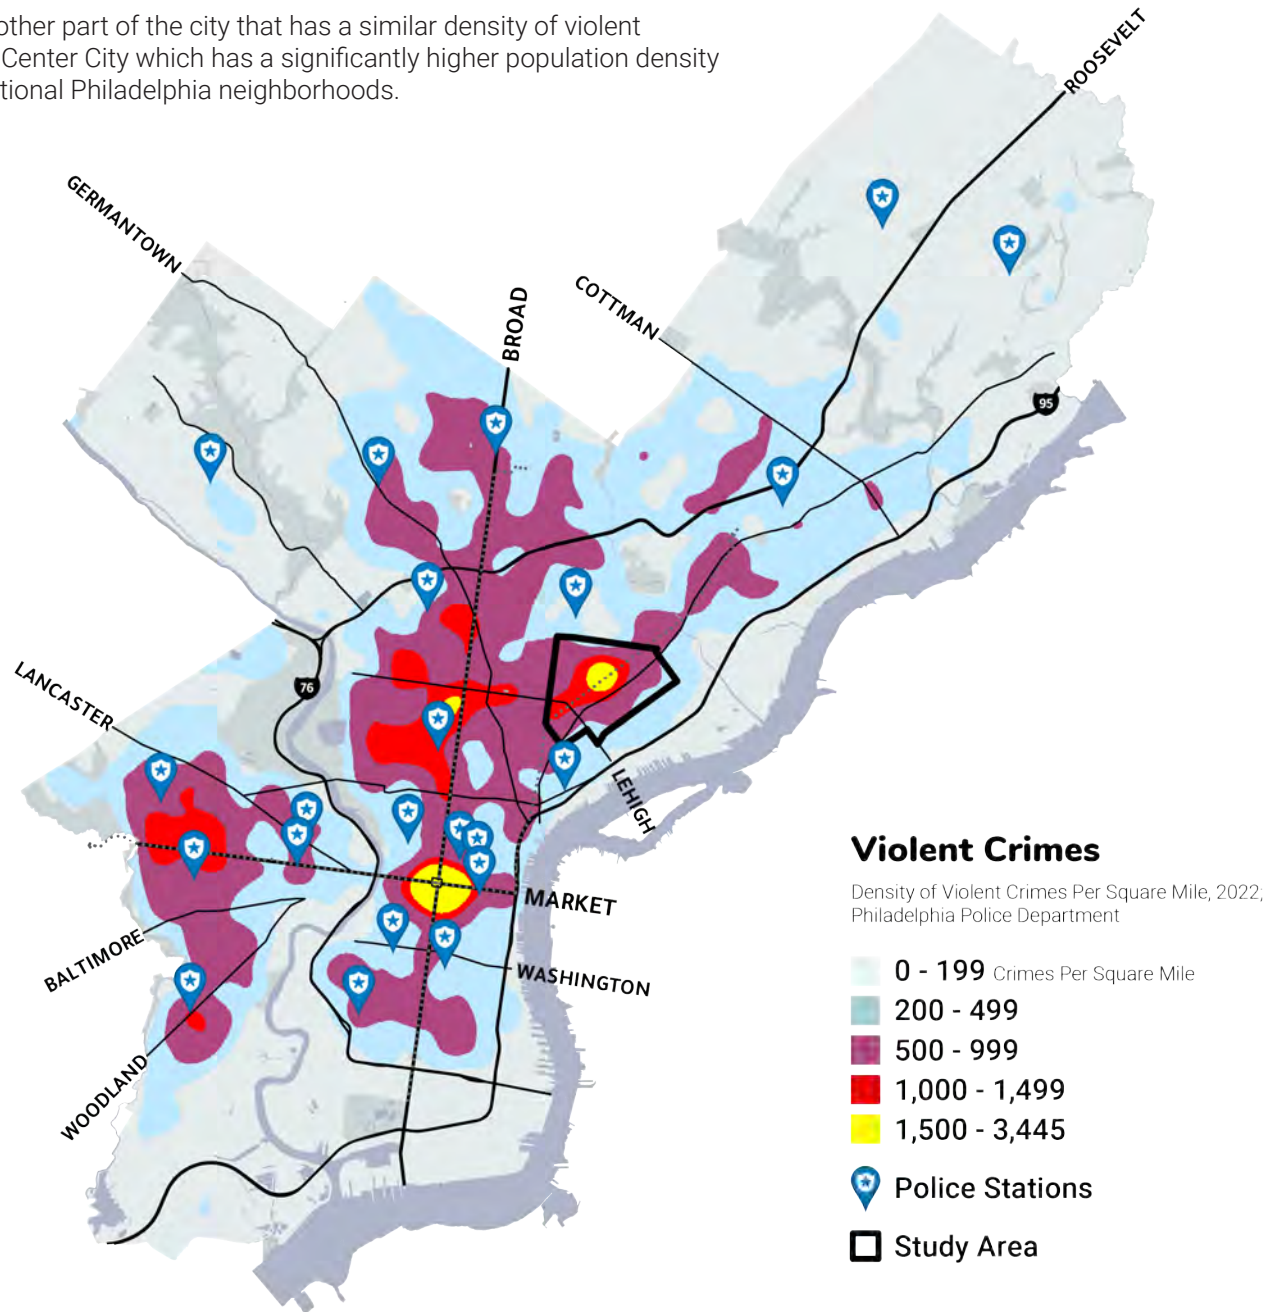 other part of the city that has a similar density of violent
Center City which has a significantly higher population density
tional Philadelphia neighborhoods.
ROOSEVELT
GERMANTOWN
COTTMAN
BROAD
95
LANCASTER
76
LEHIGH
MARKET
BALTIMORE
WASHINGTON
WOODLAND
Violent Crimes
Density of Violent Crimes Per Square Mile, 2022;
Philadelphia Police Department
0 - 199 Crimes Per Square Mile
200 - 499
500 - 999
1,000 - 1,499
1,500 - 3,445
Police Stations
Study Area